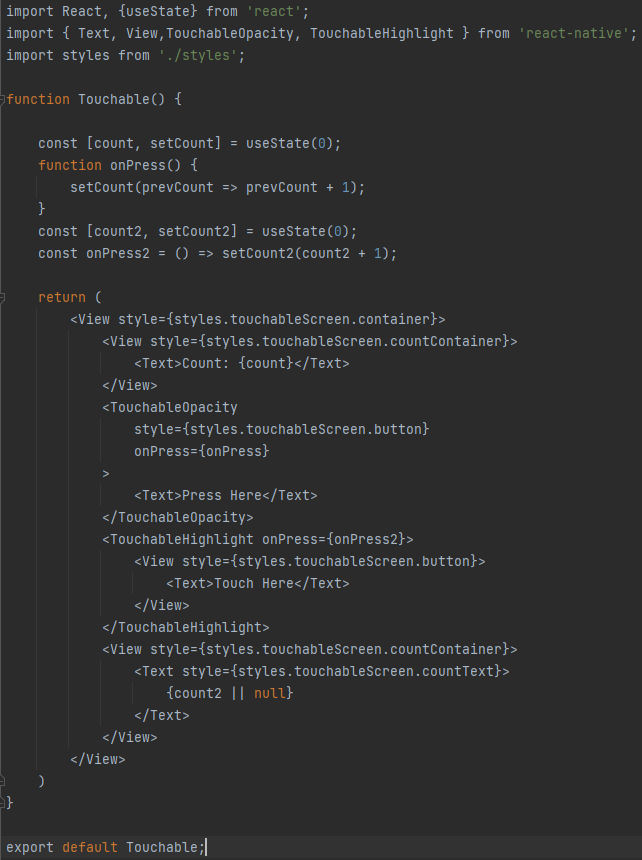 import React, {useState} from 'react';
import { Text, View,TouchableOpacity, TouchableHighlight } from 'react-native';
import styles from './styles';

function Touchable() {

    const [count, setCount] = useState(0);
    function onPress() {
        setCount(prevCount => prevCount + 1);
    }
    const [count2, setCount2] = useState(0);
    const onPress2 = () => setCount2(count2 + 1);

    return (
        <View style={styles.touchableScreen.container}>
            <View style={styles.touchableScreen.countContainer}>
                <Text>Count: {count}</Text>
            </View>
            <TouchableOpacity
                style={styles.touchableScreen.button}
                onPress={onPress}
            >
                <Text>Press Here</Text>
            </TouchableOpacity>
            <TouchableHighlight onPress={onPress2}>
                <View style={styles.touchableScreen.button}>
                    <Text>Touch Here</Text>
                </View>
            </TouchableHighlight>
            <View style={styles.touchableScreen.countContainer}>
                <Text style={styles.touchableScreen.countText}>
                    {count2 || null}
                </Text>
            </View>
        </View>
    )
}

export default Touchable;